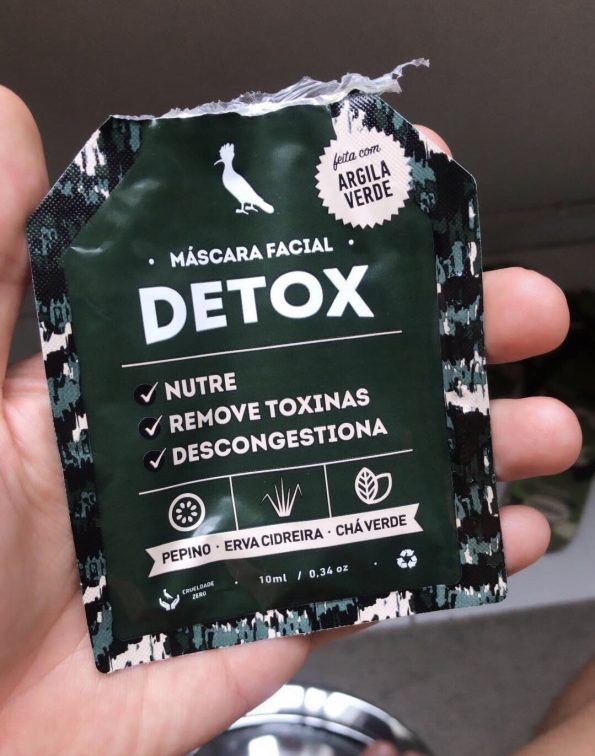 feita com
ARGILA
VERDE
• MÁSCARA FACIAL •
DETOX
NUTRE
REMOVE TOXINAS
DESCONGESTIONA
PEPINO • ERVA CIDREIRA • CHÁ VERDE
CRUELDADE
ZERO
• 10ml / 0,34 oz •